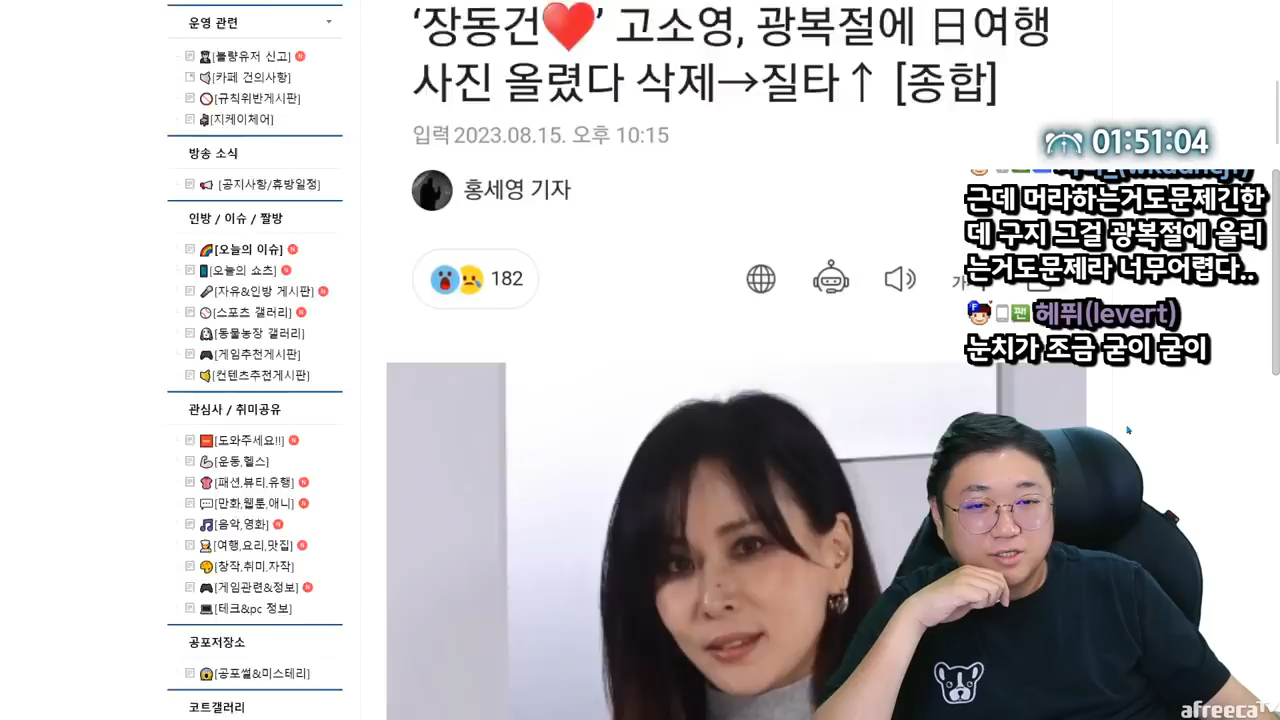 운영 관련
[불량유저 신고]
[카페 건의사항]
[규칙위반게시판]
[지케이체어]
방송 소식
[공지사항/휴방일정]
인방 / 이슈 / 짤방
[오늘의 이슈]
[오늘의 쇼츠]
[자유&인방 게시판]
[스포츠 갤러리]
[동물농장 갤러리]
[게임추천게시판]
[컨텐츠추천게시판]
관심사 / 취미공유
[도와주세요!!]
[운동,헬스]
[패션,뷰티,유행]
[만화,웹툰,애니]
[음악,영화]
[여행,요리,맛집]
[창작,취미,자작]
[게임관련&정보]
[테크&pc 정보]
공포저장소
[공포썰&미스테리]
코트갤러리
‘장동건❤’ 고소영, 광복절에 日여행
사진 올렸다 삭제→질타↑ [종합]
입력 2023.08.15. 오후 10:15
홍세영 기자
182
01:51:04
근데 머라하는거도문제긴한
데 구지 그걸 광복절에 올리
는거도문제라 너무어렵다..
헤퓌(levert)
눈치가 조금 굳이 굳이
afreecaTV